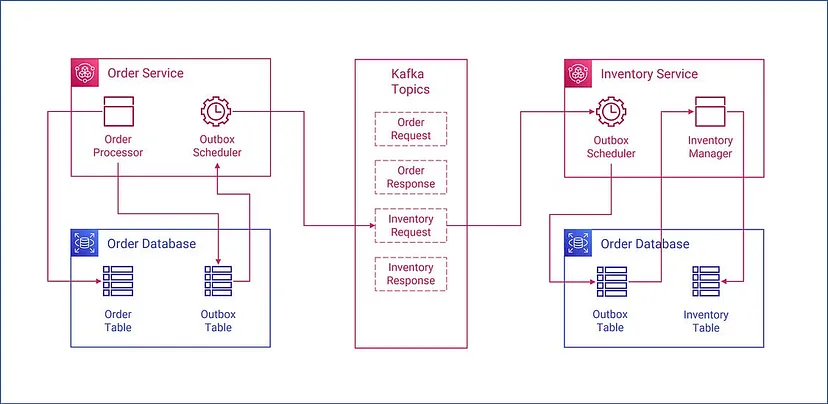 Order Service
Order
Processor
Outbox
Scheduler
Order Database
Order
Table
Outbox
Table
Kafka
Topics
Order
Request
Order
Response
Inventory
Request
Inventory
Response
Inventory Service
Outbox
Scheduler
Inventory
Manager
Order Database
Outbox
Table
Inventory
Table